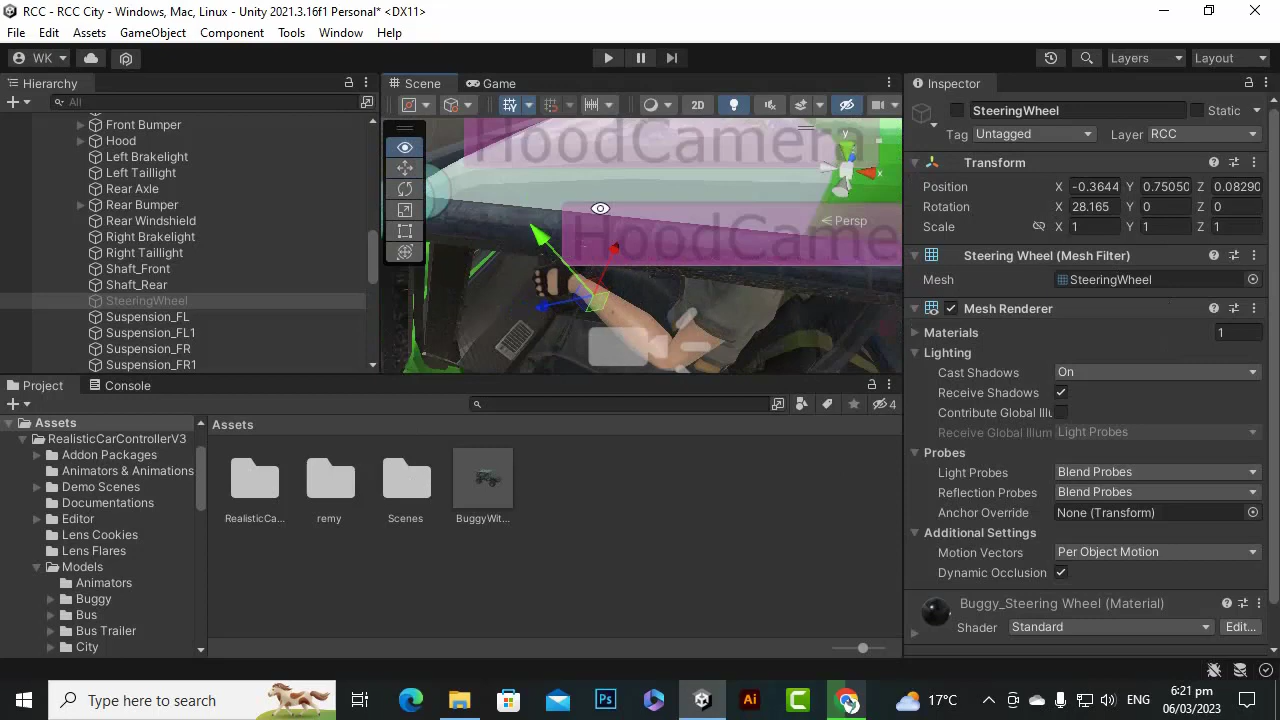 RCC - RCC City - Windows, Mac, Linux - Unity 2021.3.16f1 Personal* <DX11>
File Edit Assets GameObject Component Tools Window Help
WK
Layers
Layout
Hierarchy
Scene
Game
Inspector
All
2D
SteeringWheel
Static
Tag Untagged
Layer RCC
Front Bumper
Hood
Left Brakelight
Left Taillight
Rear Axle
Rear Bumper
Rear Windshield
Right Brakelight
Right Taillight
Shaft_Front
Shaft_Rear
SteeringWheel
Suspension_FL
Suspension_FL1
Suspension_FR
Suspension_FR1
HoodCamera
HoodCame
y
x
Persp
Transform
Position X -0.3644 Y 0.75050 Z 0.08290
Rotation X 28.165 Y 0 Z 0
Scale X 1 Y 1 Z 1
Steering Wheel (Mesh Filter)
Mesh SteeringWheel
Mesh Renderer
Materials 1
Lighting
Cast Shadows On
Receive Shadows
Contribute Global Illu
Receive Global Illum Light Probes
Probes
Light Probes Blend Probes
Reflection Probes Blend Probes
Anchor Override None (Transform)
Additional Settings
Motion Vectors Per Object Motion
Dynamic Occlusion
Buggy_Steering Wheel (Material)
Shader Standard Edit...
Project
Console
4
Assets
RealisticCarControllerV3
Addon Packages
Animators & Animations
Demo Scenes
Documentations
Editor
Lens Cookies
Lens Flares
Models
Animators
Buggy
Bus
Bus Trailer
City
Assets
RealisticCa...
remy
Scenes
BuggyWit...
Type here to search
Ps
Ai
17°C
ENG
6:21 pm
06/03/2023